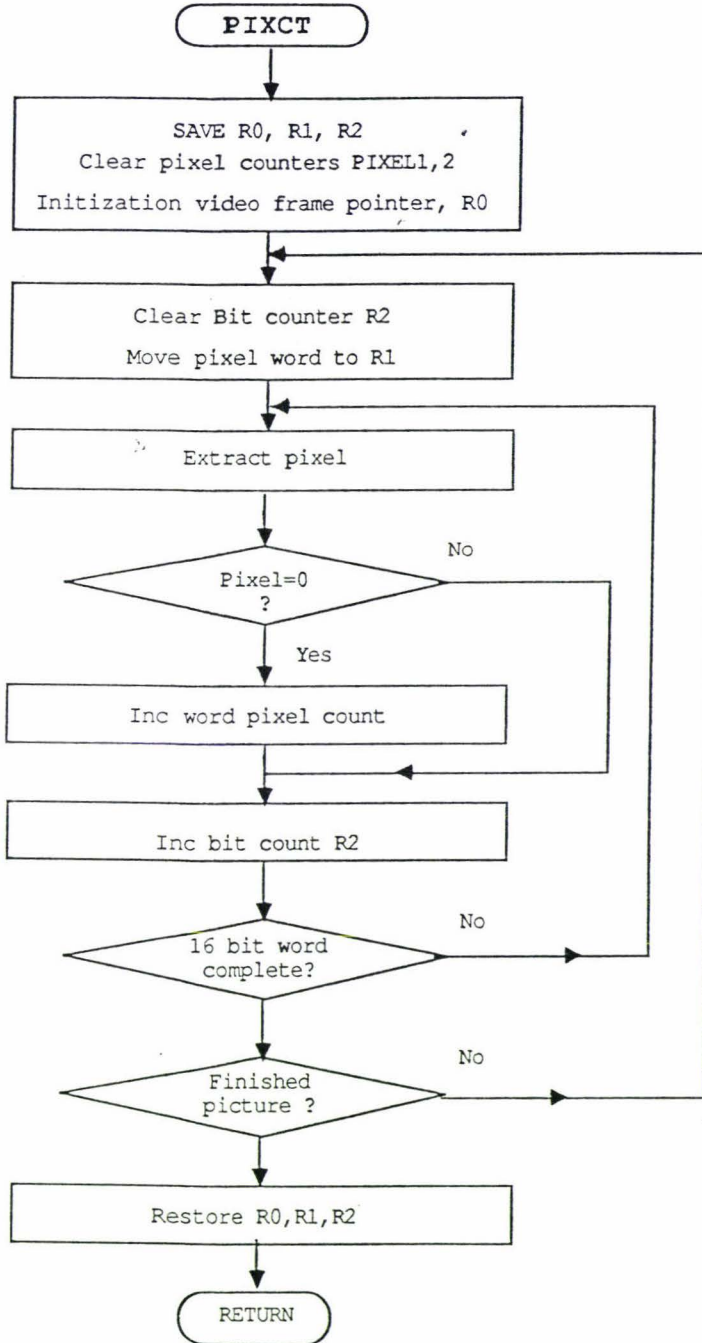 PIXCT
SAVE R0, R1, R2
Clear pixel counters PIXEL1,2
Initization video frame pointer, R0
Clear Bit counter R2
Move pixel word to R1
Extract pixel
No
Pixel=0
?
Yes
Inc word pixel count
Inc bit count R2
No
16 bit word
complete?
No
Finished
picture ?
Restore R0,R1,R2
RETURN